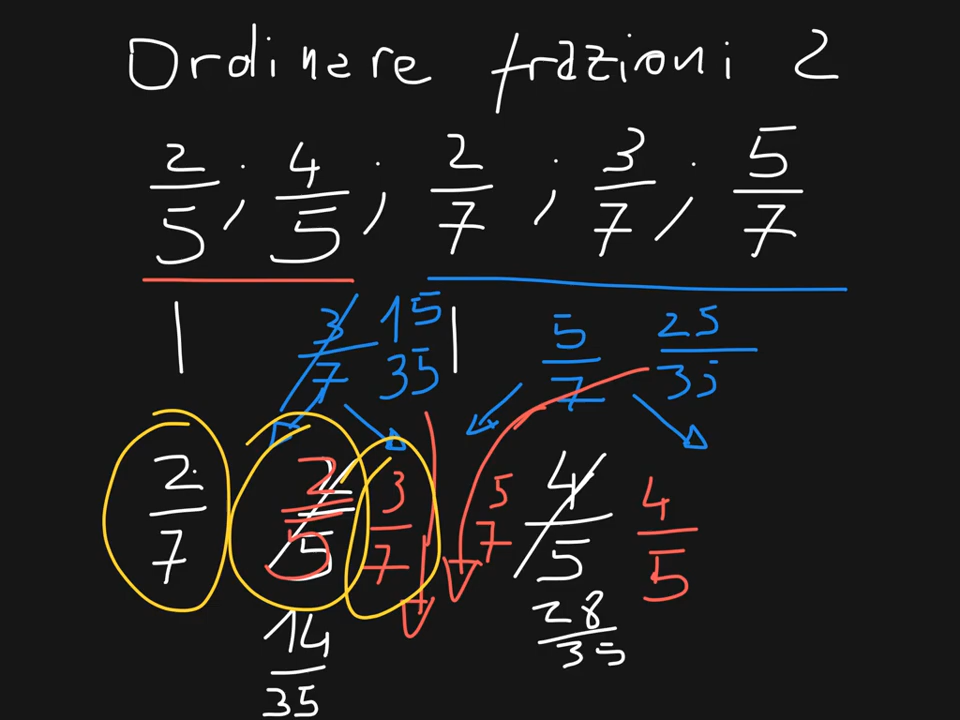 Ordinare frazioni 2
2/5 ; 4/5 ; 2/7 ; 3/7 ; 5/7
3/7 15/35 5/7 25/35
2/7 2/5 3/7 5/7 4/5 4/5
14/35 28/35